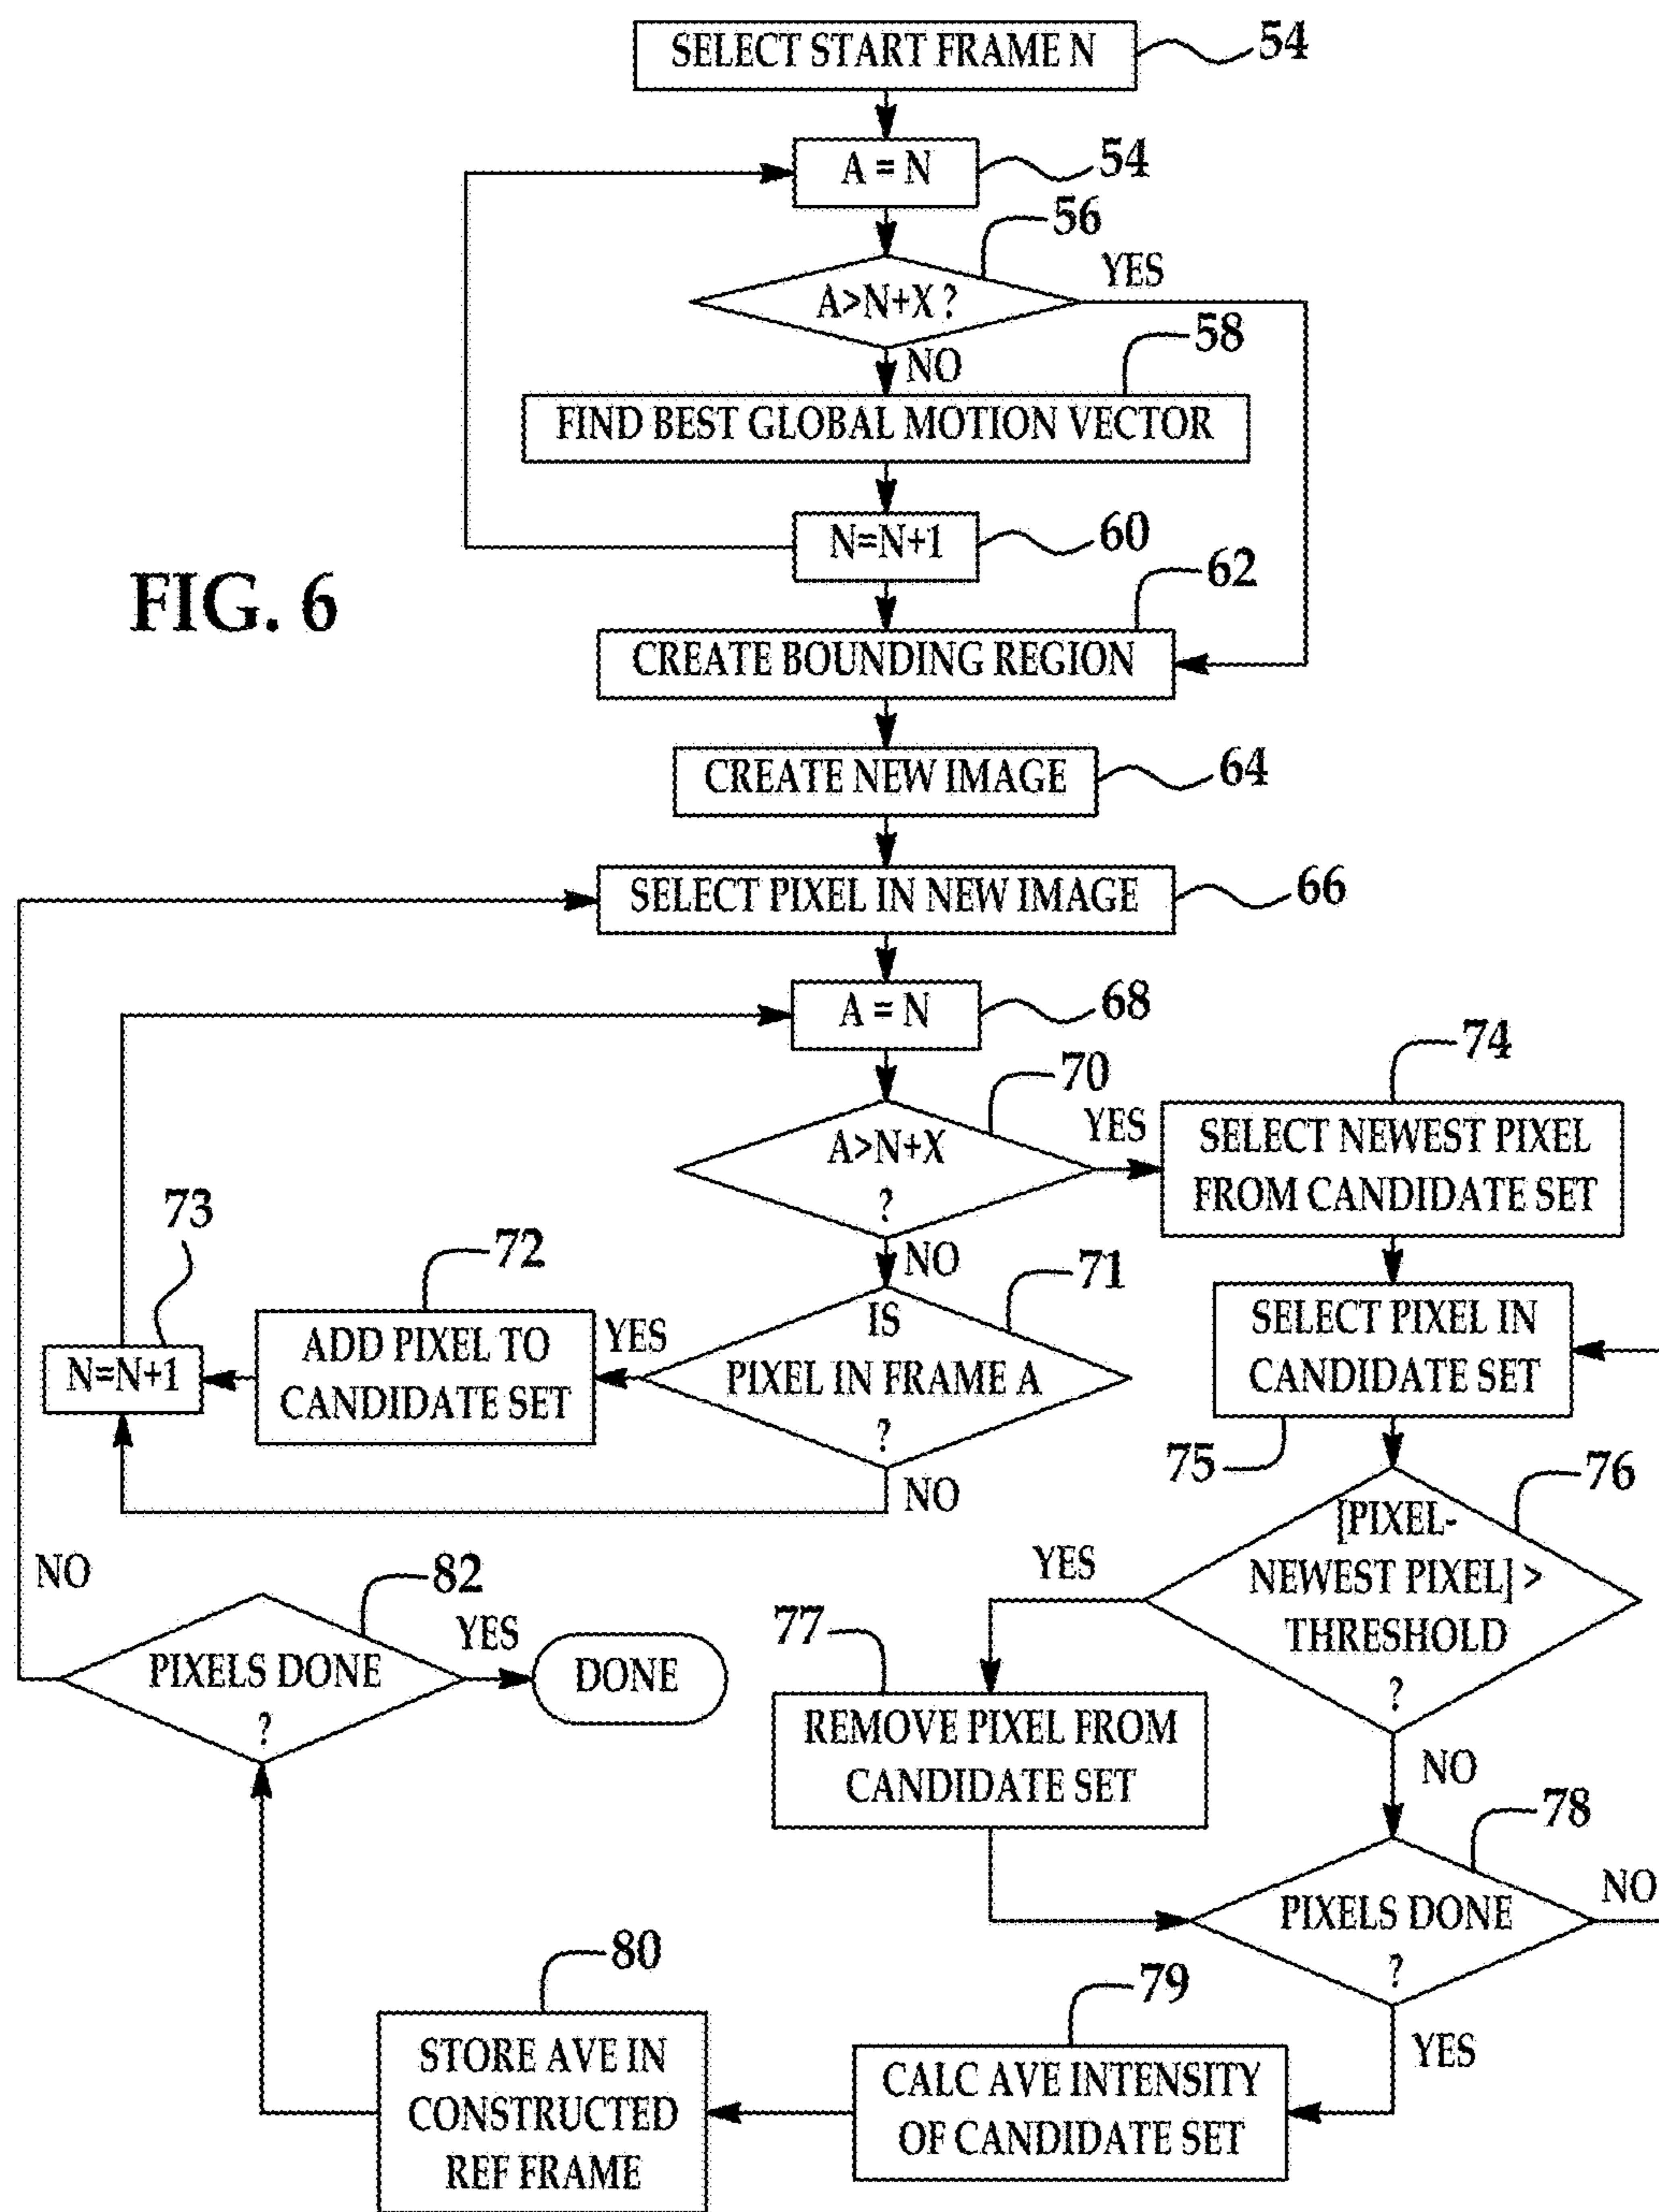 SELECT START FRAME N
54
A = N
54
56
A>N+X ?
YES
58
NO
FIND BEST GLOBAL MOTION VECTOR
N=N+1
60
FIG. 6
62
CREATE BOUNDING REGION
CREATE NEW IMAGE
64
SELECT PIXEL IN NEW IMAGE
66
A = N
68
70
A>N+X
?
YES
74
SELECT NEWEST PIXEL
FROM CANDIDATE SET
NO
71
IS
PIXEL IN FRAME A
?
YES
72
ADD PIXEL TO
CANDIDATE SET
73
N=N+1
NO
SELECT PIXEL IN
CANDIDATE SET
75
76
[PIXEL-
NEWEST PIXEL] >
THRESHOLD
?
YES
77
REMOVE PIXEL FROM
CANDIDATE SET
NO
78
PIXELS DONE
?
NO
YES
79
CALC AVE INTENSITY
OF CANDIDATE SET
80
STORE AVE IN
CONSTRUCTED
REF FRAME
82
PIXELS DONE
?
NO
YES
DONE